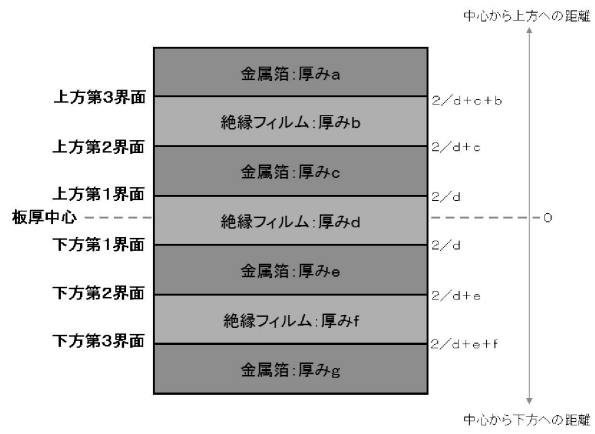 中心から上方への距離
金属箔：厚みa
上方第3界面
2／d+c+b
絶縁フィルム：厚みb
上方第2界面
2／d+c
金属箔：厚みc
上方第1界面
2／d
板厚中心
絶縁フィルム：厚みd
0
下方第1界面
2／d
金属箔：厚みe
下方第2界面
2／d+e
絶縁フィルム：厚みf
下方第3界面
2／d+e+f
金属箔：厚みg
中心から下方への距離